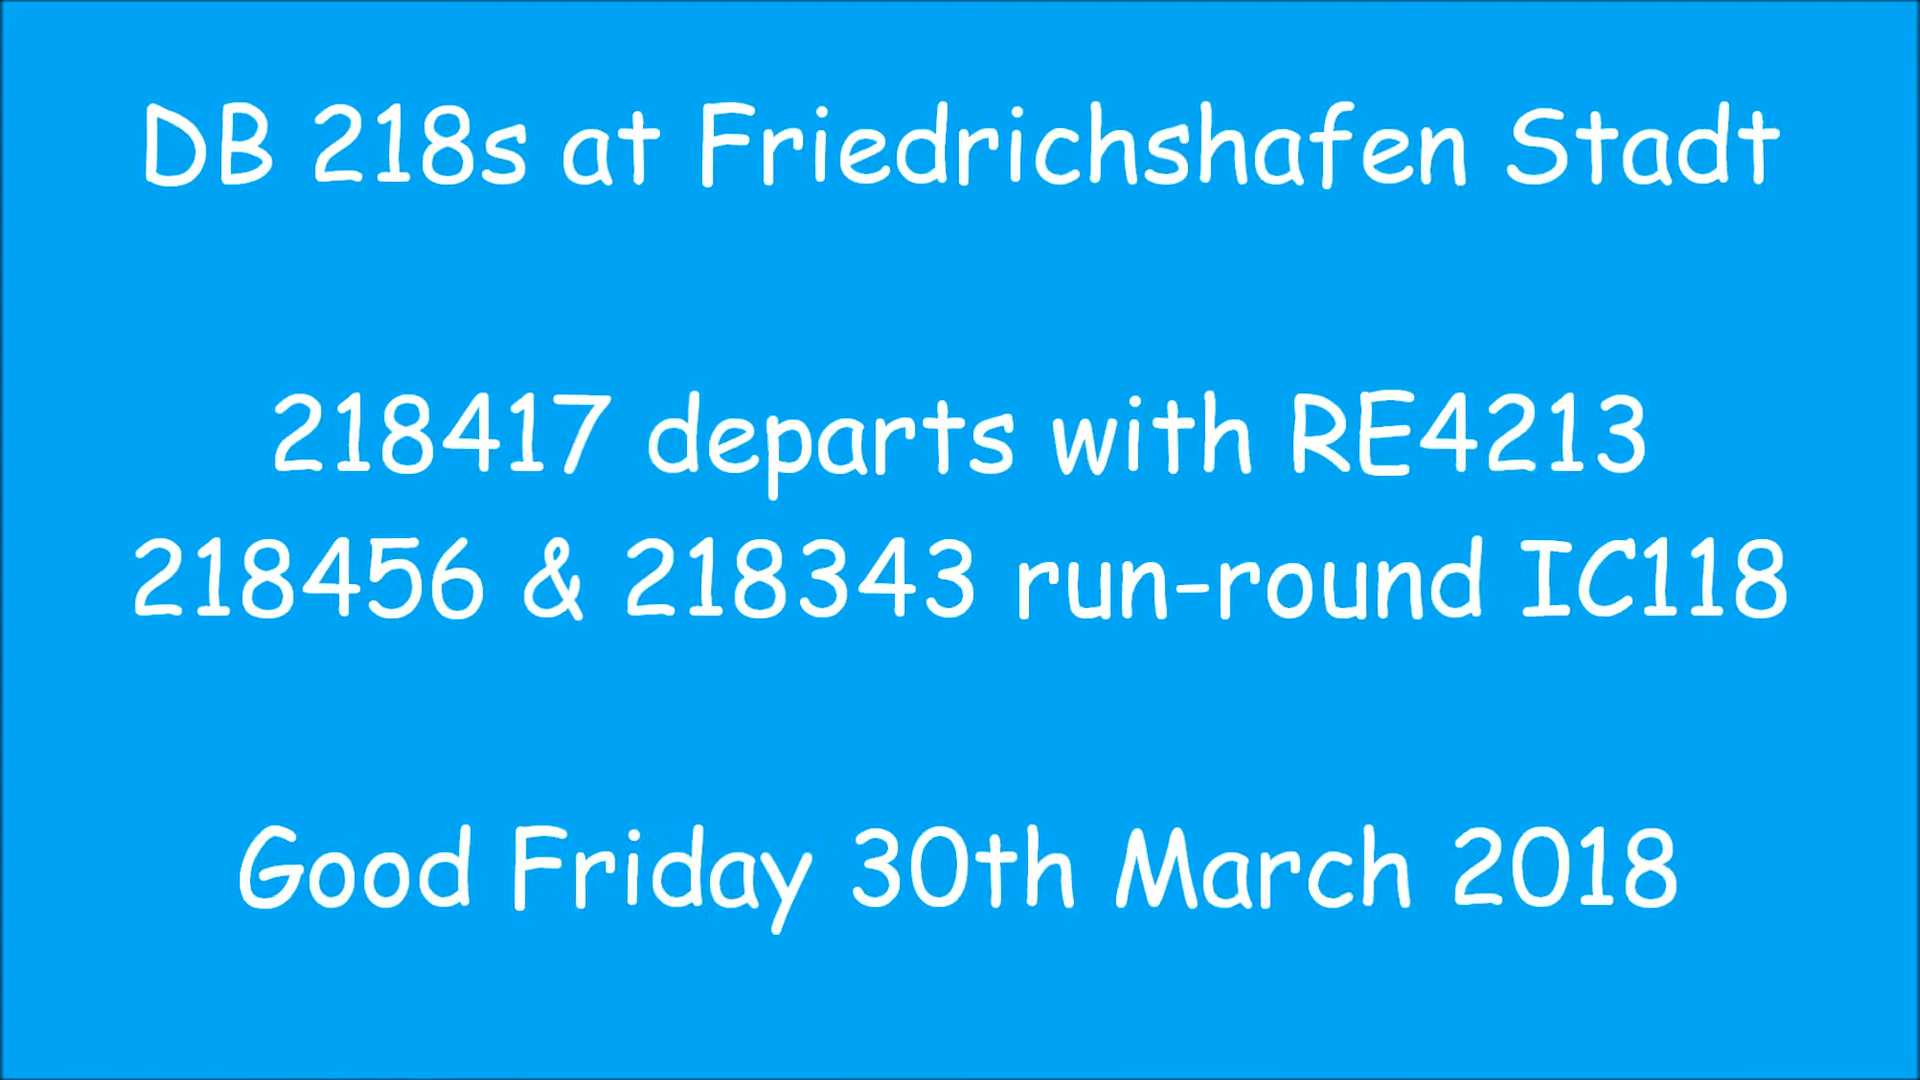 DB 218s at Friedrichshafen Stadt
218417 departs with RE4213
218456 & 218343 run-round IC118
Good Friday 30th March 2018